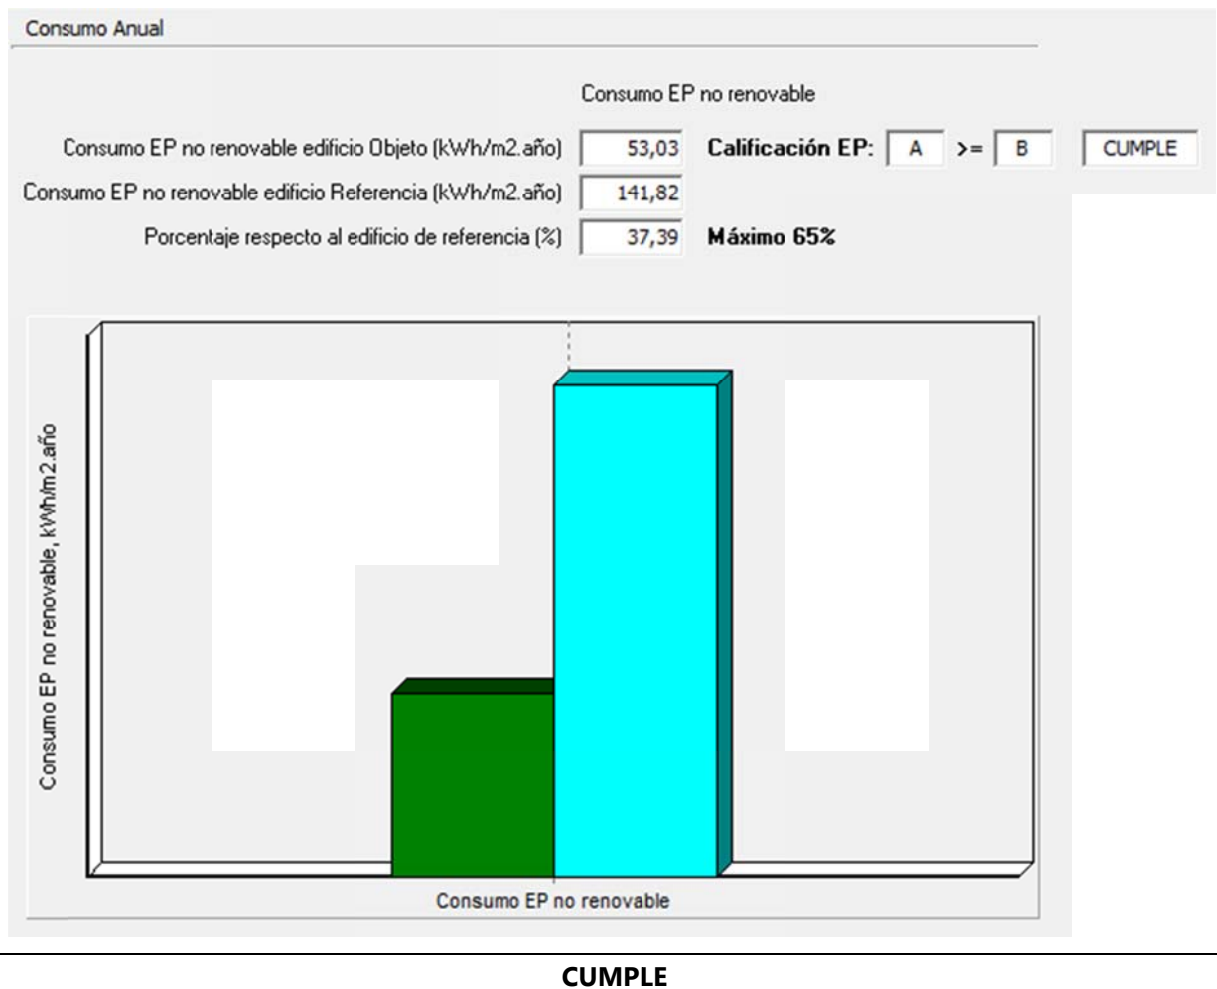 Consumo Anual
Consumo EP no renovable
Consumo EP no renovable edificio Objeto (kWh/m2.año) 53,03 Calificación EP: A >= B CUMPLE
Consumo EP no renovable edificio Referencia (kWh/m2.año) 141,82
Porcentaje respecto al edificio de referencia (%) 37,39 Máximo 65%
Consumo EP no renovable, kWh/m2.año
Consumo EP no renovable
CUMPLE